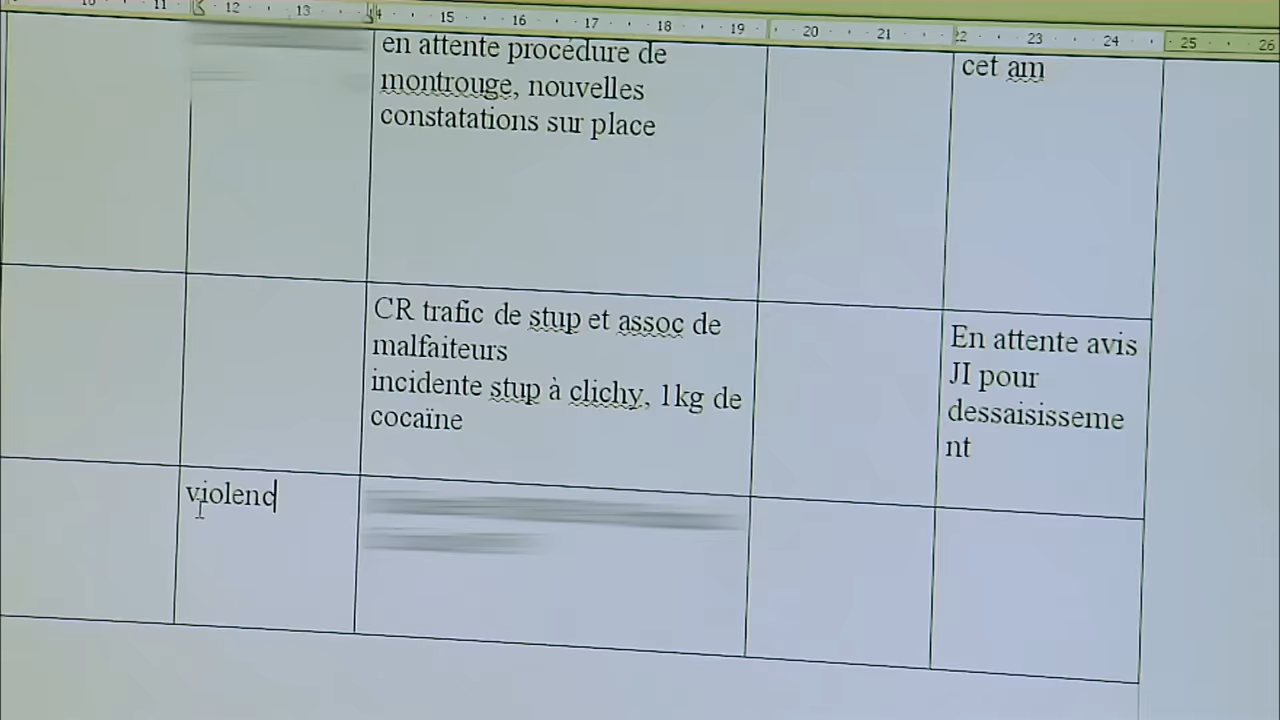 11 12 13 14 15 16 17 18 19 20 21 22 23 24 25 26
en attente procédure de
montrouge, nouvelles
constatations sur place
cet am
CR trafic de stup et assoc de
malfaiteurs
incidente stup à clichy, 1kg de
cocaïne
En attente avis
JI pour
dessaisisseme
nt
violenc